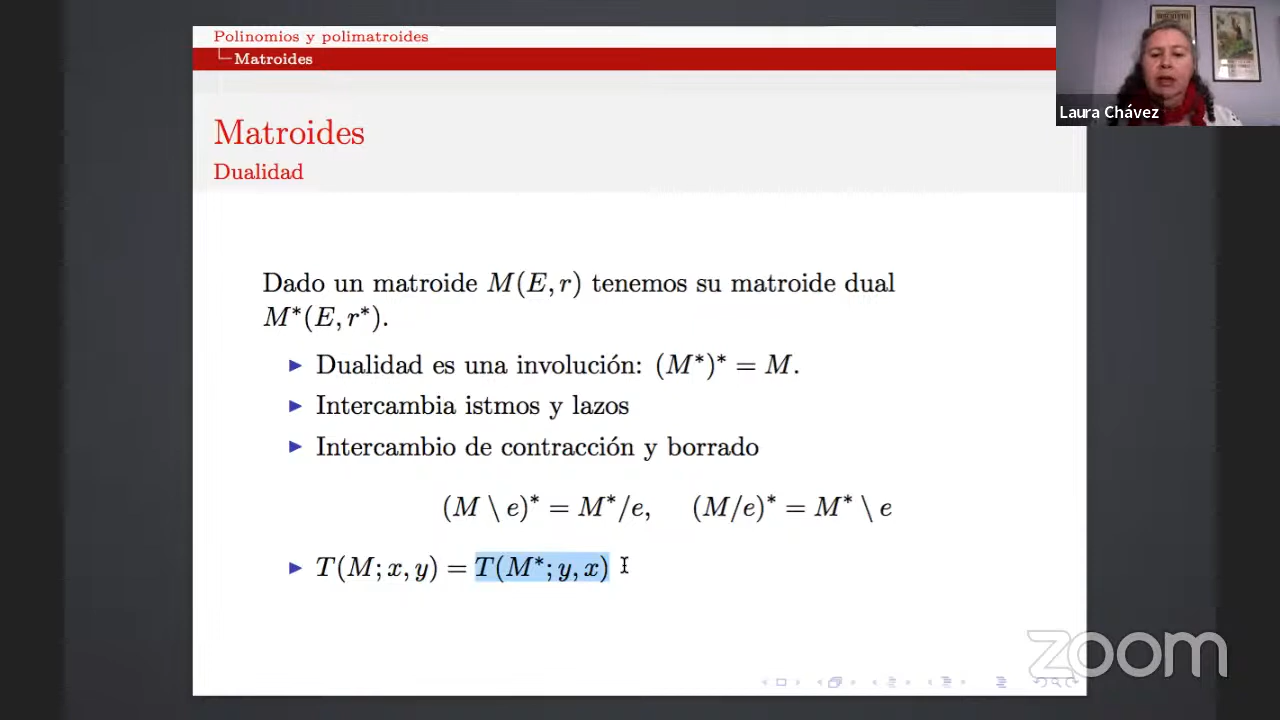 Polinomios y polimatroides
Matroides
Laura Chávez
Matroides
Dualidad
Dado un matroide M(E, r) tenemos su matroide dual
M*(E, r*).
▶ Dualidad es una involución: (M*)* = M.
▶ Intercambia istmos y lazos
▶ Intercambio de contracción y borrado
(M \ e)* = M*/e, (M/e)* = M* \ e
▶ T(M; x, y) = T(M*; y, x)
zoom